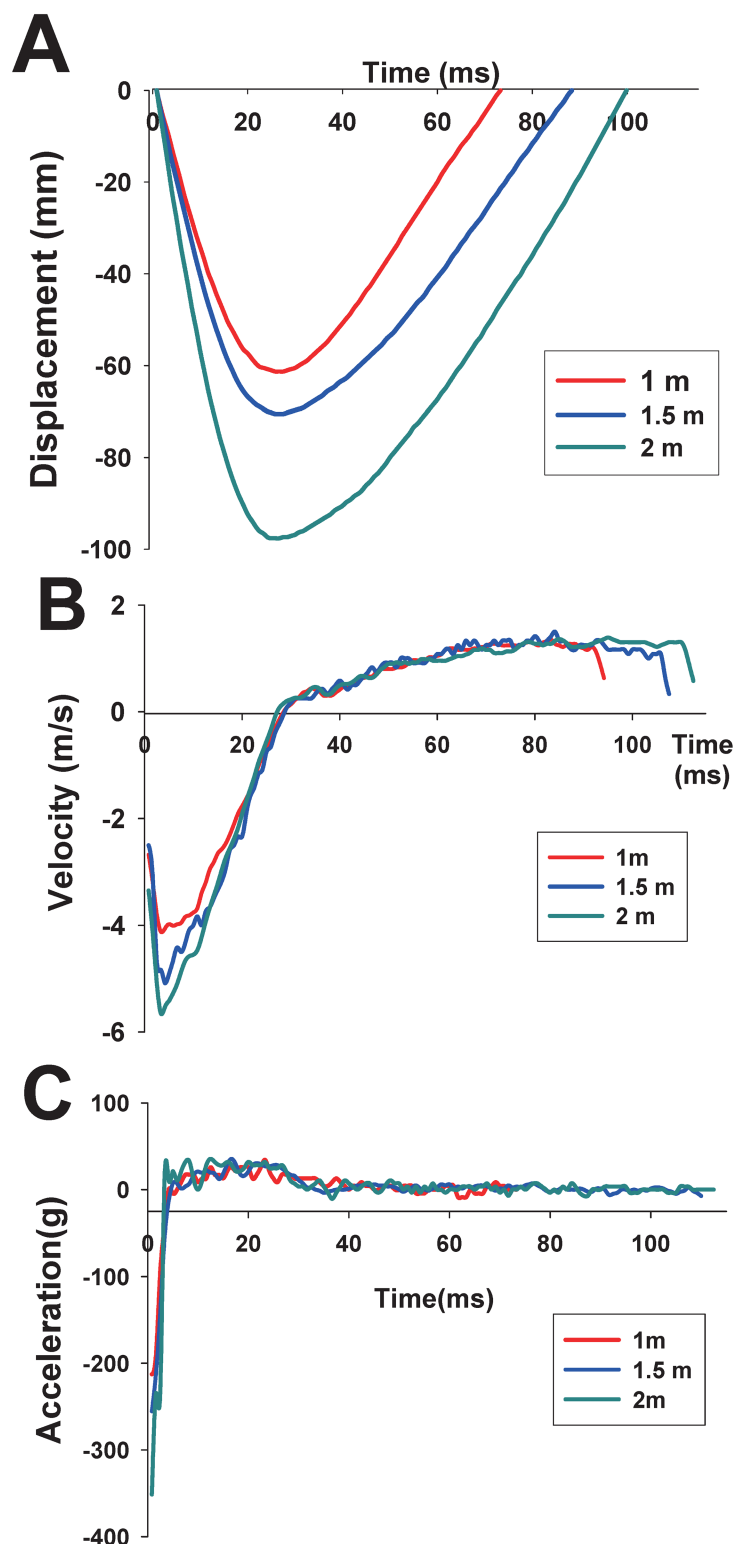 A
Time (ms)
0
0 20 40 60 80 100
-20
-40
-60
-80
-100
Displacement (mm)
1 m
1.5 m
2 m
B
2
0
-2
-4
-6
0 20 40 60 80 100 Time
(ms)
Velocity (m/s)
1m
1.5 m
2 m
C
100
0
0 20 40 60 80 100
-100
-200
-300
-400
Time(ms)
Acceleration(g)
1m
1.5 m
2m